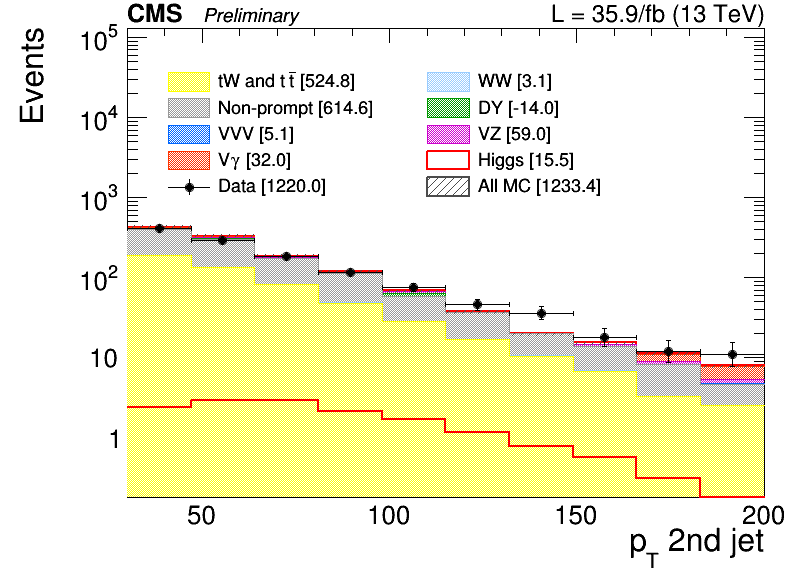 CMS Preliminary L = 35.9/fb (13 TeV)
Events
10^5
10^4
10^3
10^2
10
1
tW and t t̄ [524.8]
WW [3.1]
Non-prompt [614.6]
DY [-14.0]
VVV [5.1]
VZ [59.0]
Vγ [32.0]
Higgs [15.5]
Data [1220.0]
All MC [1233.4]
50 100 150 200
p_T 2nd jet